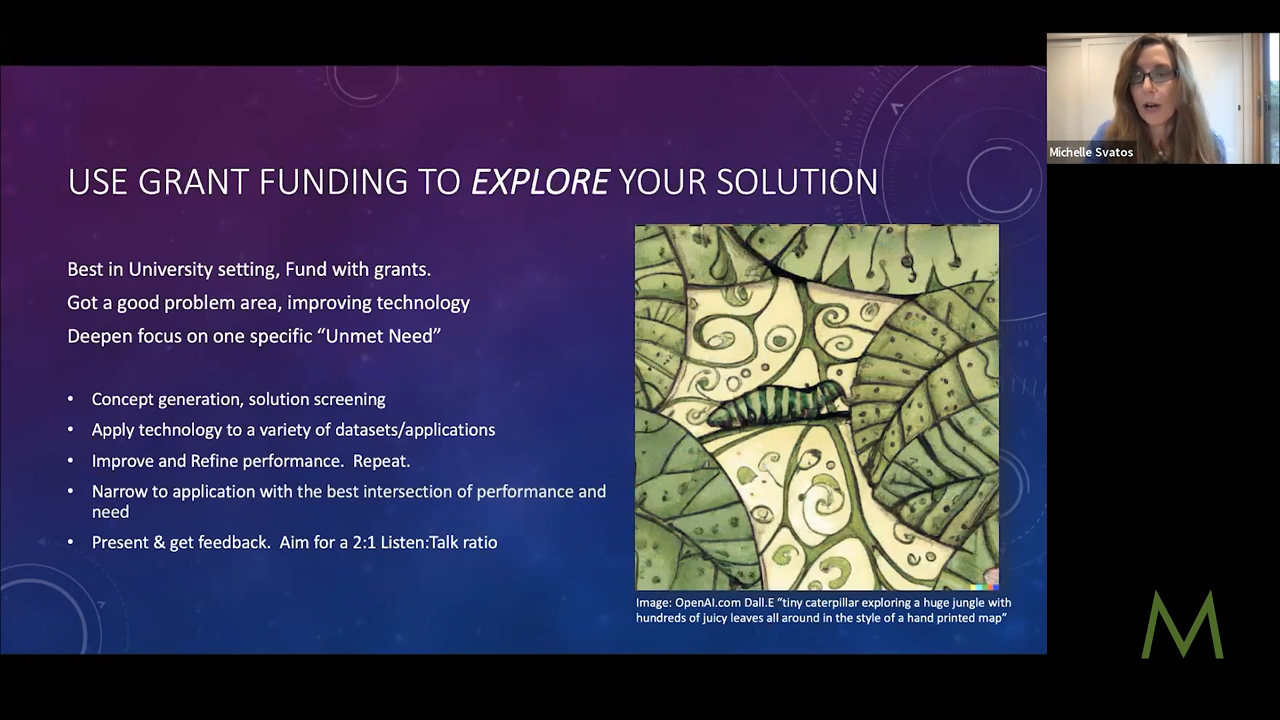 Michelle Svatos
USE GRANT FUNDING TO EXPLORE YOUR SOLUTION
Best in University setting, Fund with grants.
Got a good problem area, improving technology
Deepen focus on one specific “Unmet Need”
• Concept generation, solution screening
• Apply technology to a variety of datasets/applications
• Improve and Refine performance. Repeat.
• Narrow to application with the best intersection of performance and
need
• Present & get feedback. Aim for a 2:1 Listen:Talk ratio
Image: OpenAI.com Dall.E “tiny caterpillar exploring a huge jungle with
hundreds of juicy leaves all around in the style of a hand printed map”
M